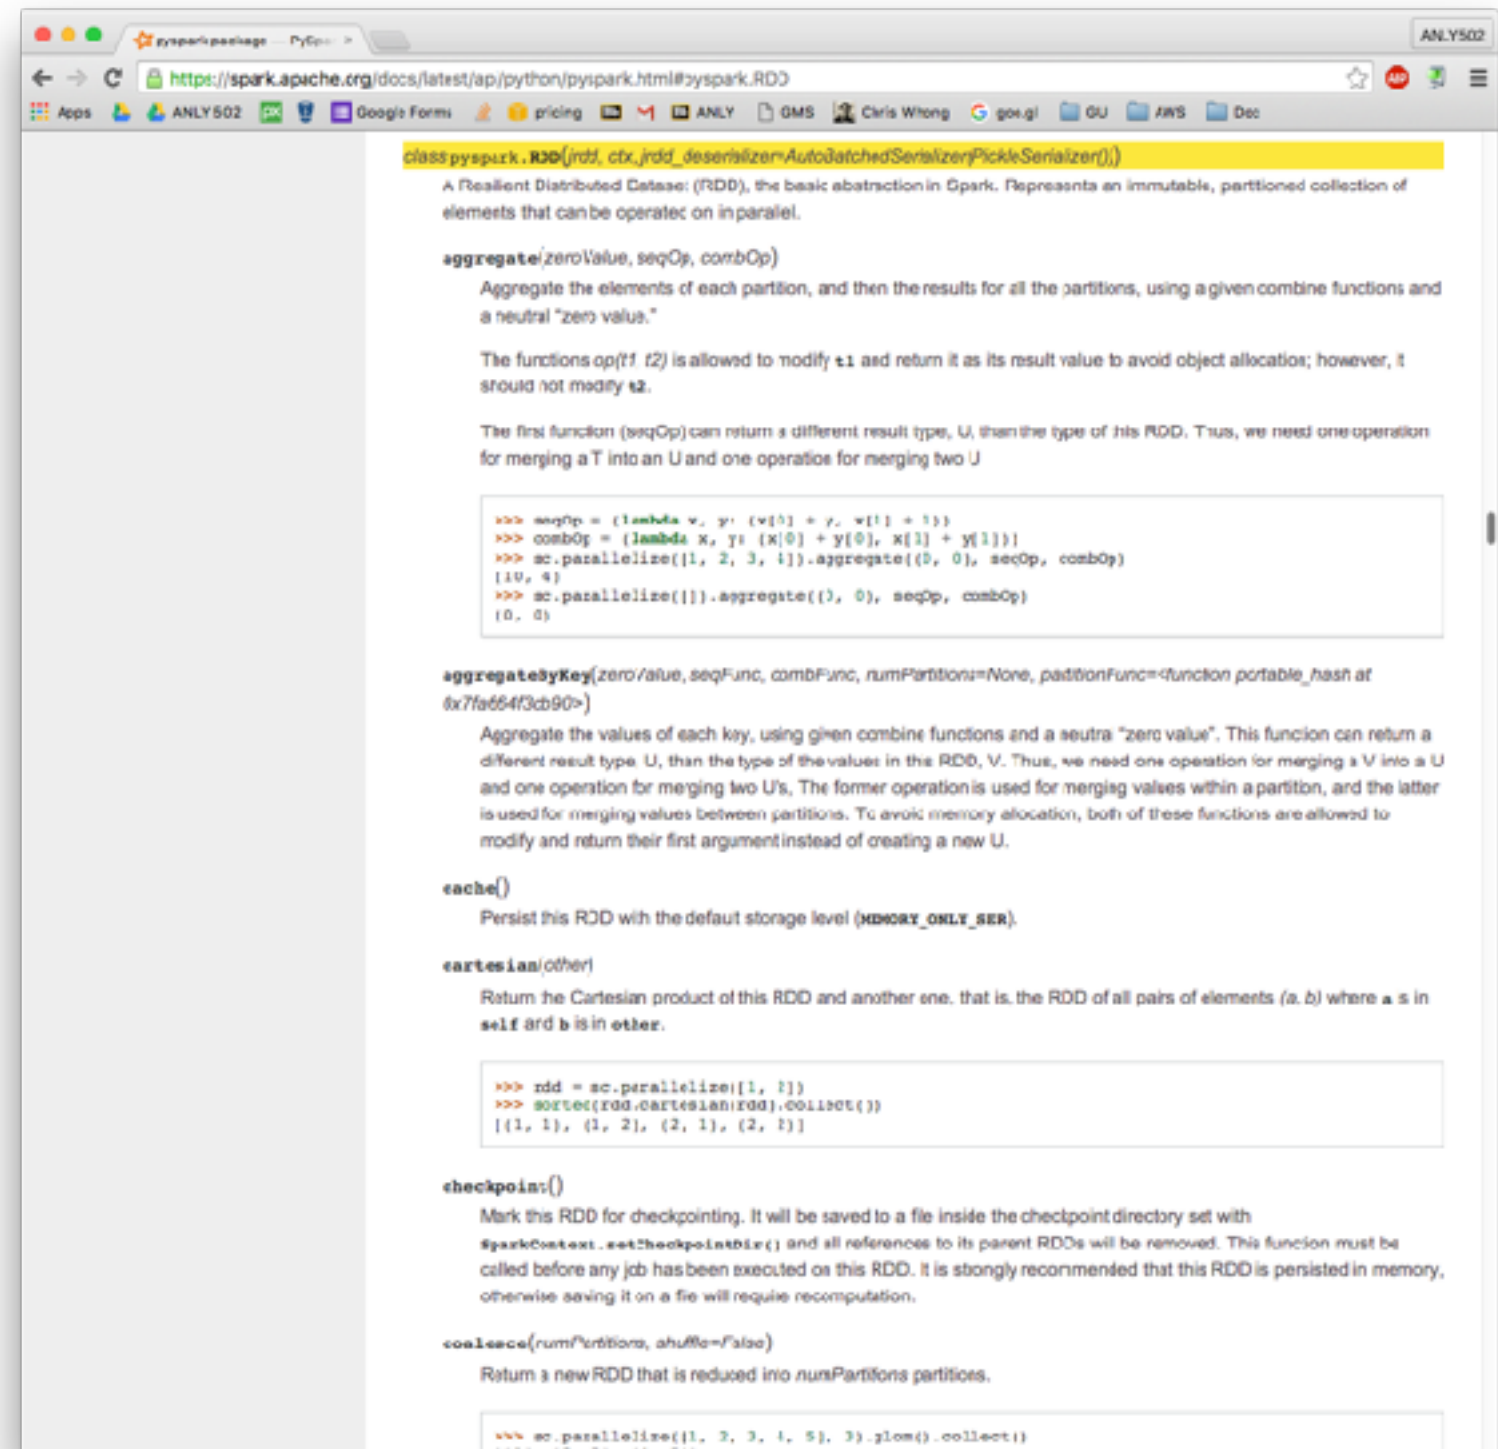 pyspark package — PySpa
ANLY502
https://spark.apache.org/docs/latest/api/python/pyspark.html#pyspark.RDD
Apps ANLY502 Google Forms pricing ANLY GMS Chris Wong goo.gl GU AWS Dec
class pyspark.RDD(jrdd, ctx, jrdd_deserializer=AutoBatchedSerializer(PickleSerializer()))
A Resilient Distributed Dataset (RDD), the basic abstraction in Spark. Represents an immutable, partitioned collection of
elements that can be operated on in parallel.
aggregate(zeroValue, seqOp, combOp)
Aggregate the elements of each partition, and then the results for all the partitions, using a given combine functions and
a neutral "zero value."
The functions op(t1, t2) is allowed to modify t1 and return it as its result value to avoid object allocation; however, it
should not modify t2.
The first function (seqOp) can return a different result type, U, than the type of this RDD. Thus, we need one operation
for merging a T into an U and one operation for merging two U
>>> seqOp = (lambda x, y: (x[0] + y, x[1] + 1))
>>> combOp = (lambda x, y: (x[0] + y[0], x[1] + y[1]))
>>> sc.parallelize([1, 2, 3, 4]).aggregate((0, 0), seqOp, combOp)
(10, 4)
>>> sc.parallelize([]).aggregate((0, 0), seqOp, combOp)
(0, 0)
aggregateByKey(zeroValue, seqFunc, combFunc, numPartitions=None, partitionFunc=<function portable_hash at
0x7fa664f3cb90>)
Aggregate the values of each key, using given combine functions and a neutral "zero value". This function can return a
different result type, U, than the type of the values in this RDD, V. Thus, we need one operation for merging a V into a U
and one operation for merging two U's, The former operation is used for merging values within a partition, and the latter
is used for merging values between partitions. To avoid memory allocation, both of these functions are allowed to
modify and return their first argument instead of creating a new U.
cache()
Persist this RDD with the default storage level (MEMORY_ONLY_SER).
cartesian(other)
Return the Cartesian product of this RDD and another one, that is, the RDD of all pairs of elements (a, b) where a is in
self and b is in other.
>>> rdd = sc.parallelize([1, 2])
>>> sorted(rdd.cartesian(rdd).collect())
[(1, 1), (1, 2), (2, 1), (2, 2)]
checkpoint()
Mark this RDD for checkpointing. It will be saved to a file inside the checkpoint directory set with
SparkContext.setCheckpointDir() and all references to its parent RDDs will be removed. This function must be
called before any job has been executed on this RDD. It is strongly recommended that this RDD is persisted in memory,
otherwise saving it on a file will require recomputation.
coalesce(numPartitions, shuffle=False)
Return a new RDD that is reduced into numPartitions partitions.
>>> sc.parallelize([1, 2, 3, 4, 5], 3).glom().collect()